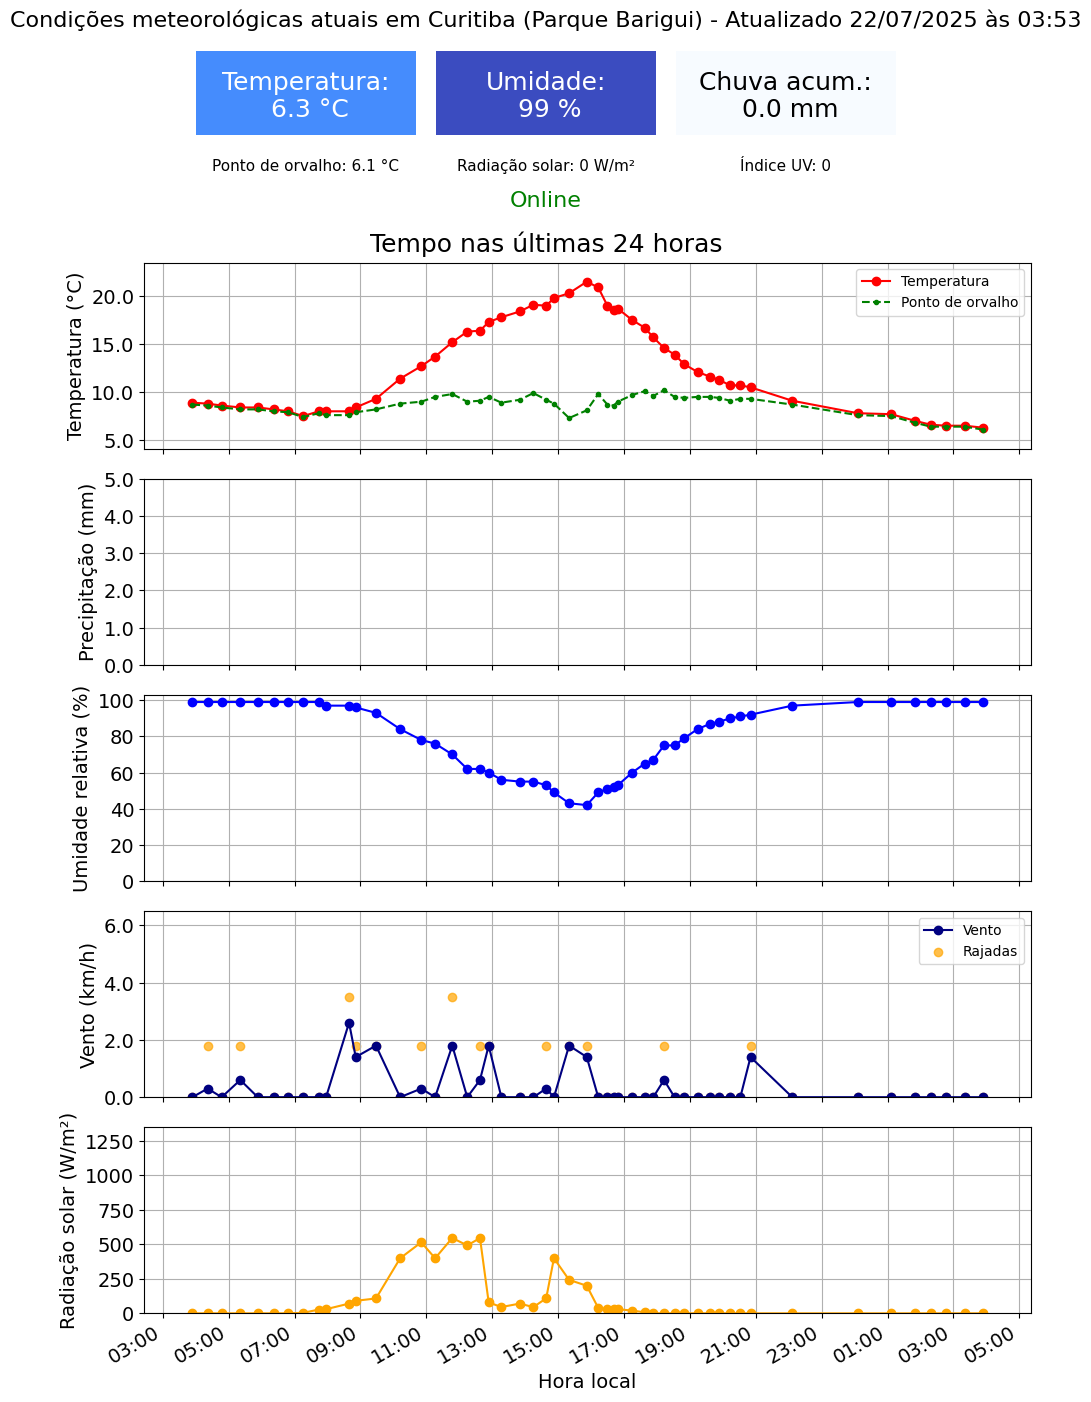 Condições meteorológicas atuais em Curitiba (Parque Barigui) - Atualizado 22/07/2025 às 03:53
Temperatura:
6.3 °C
Umidade:
99 %
Chuva acum.:
0.0 mm
Ponto de orvalho: 6.1 °C
Radiação solar: 0 W/m²
Índice UV: 0
Online
Tempo nas últimas 24 horas
Temperatura (°C)
20.0
15.0
10.0
5.0
Temperatura
Ponto de orvalho
Precipitação (mm)
5.0
4.0
3.0
2.0
1.0
0.0
Umidade relativa (%)
100
80
60
40
20
0
Vento (km/h)
6.0
4.0
2.0
0.0
Vento
Rajadas
Radiação solar (W/m²)
1250
1000
750
500
250
0
03:00
05:00
07:00
09:00
11:00
13:00
15:00
17:00
19:00
21:00
23:00
01:00
03:00
05:00
Hora local